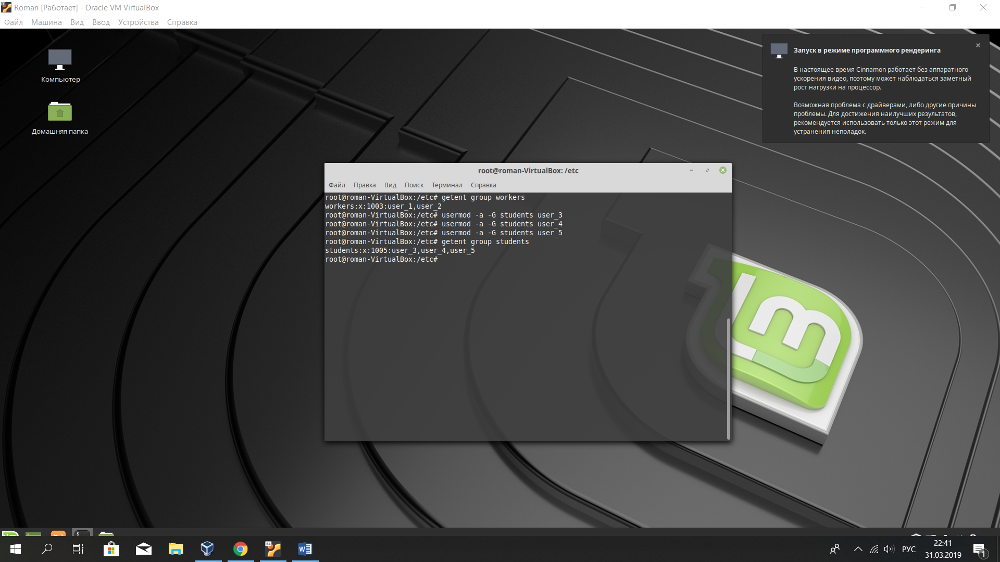 Roman [Работает] - Oracle VM VirtualBox
Файл Машина Вид Ввод Устройства Справка
Компьютер
Домашняя папка
Запуск в режиме программного рендеринга
В настоящее время Cinnamon работает без аппаратного
ускорения видео, поэтому может наблюдаться заметный
рост нагрузки на процессор.
Возможная проблема с драйверами, либо другие причины
проблемы. Для достижения наилучших результатов,
рекомендуется использовать только этот режим для
устранения неполадок.
root@roman-VirtualBox: /etc
Файл Правка Вид Поиск Терминал Справка
root@roman-VirtualBox:/etc# getent group workers
workers:x:1003:user_1,user_2
root@roman-VirtualBox:/etc# usermod -a -G students user_3
root@roman-VirtualBox:/etc# usermod -a -G students user_4
root@roman-VirtualBox:/etc# usermod -a -G students user_5
root@roman-VirtualBox:/etc# getent group students
students:x:1005:user_3,user_4,user_5
root@roman-VirtualBox:/etc#
64
W
РУС
22:41
31.03.2019
1